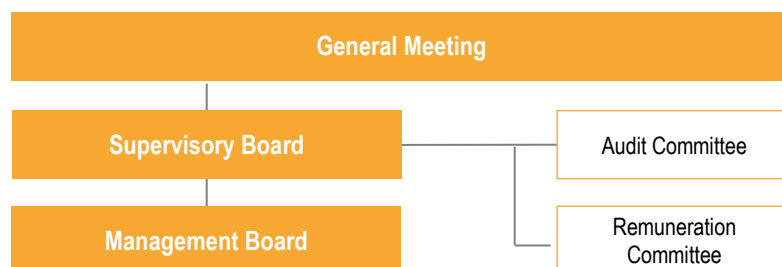 General Meeting
Supervisory Board
Audit Committee
Management Board
Remuneration
Committee